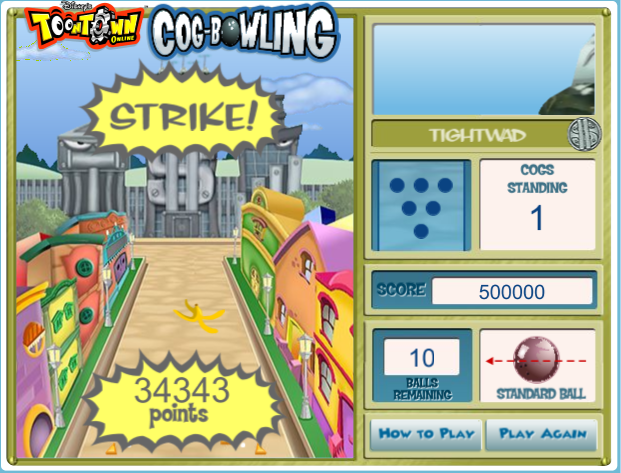 Disney's
TOONTOWN
ONLINE
COG-BOWLING
STRIKE!
34343
points
TIGHTWAD
COGS
STANDING
1
SCORE
500000
10
BALLS
REMAINING
STANDARD BALL
HOW TO PLAY
PLAY AGAIN